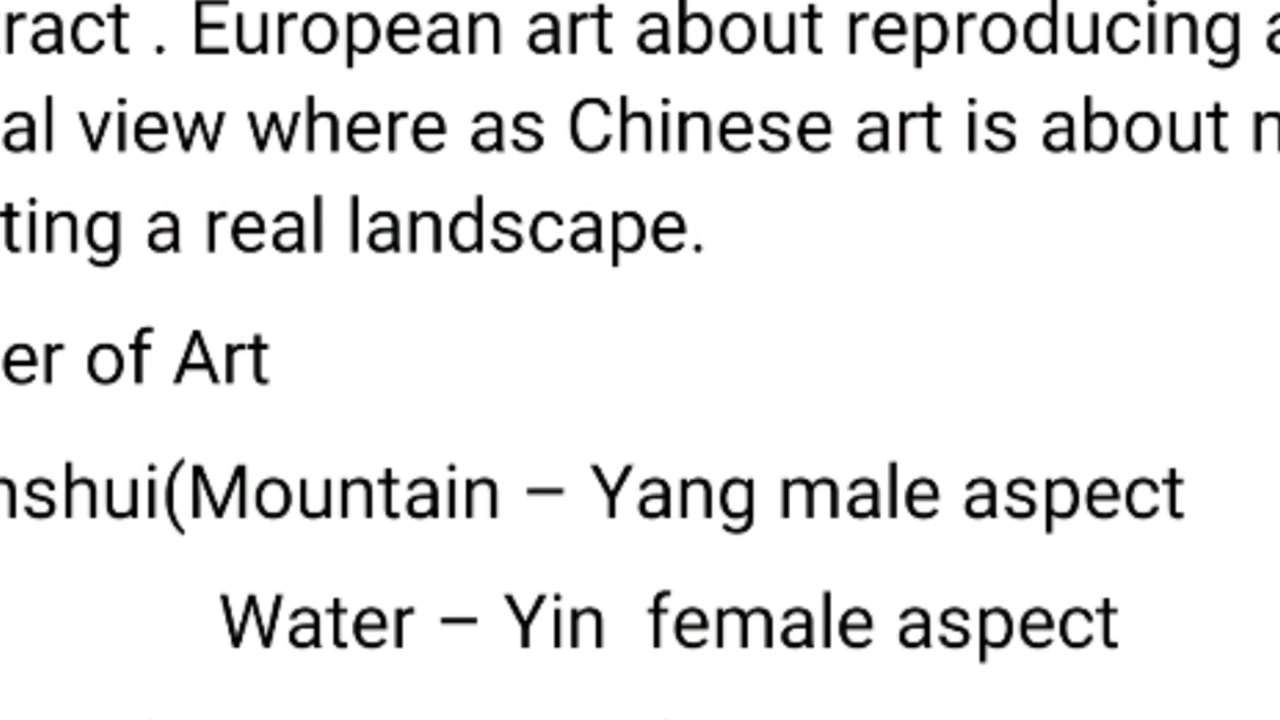 ract . European art about reproducing a
al view where as Chinese art is about
ting a real landscape.
er of Art
nshui(Mountain – Yang male aspect
Water – Yin  female aspect